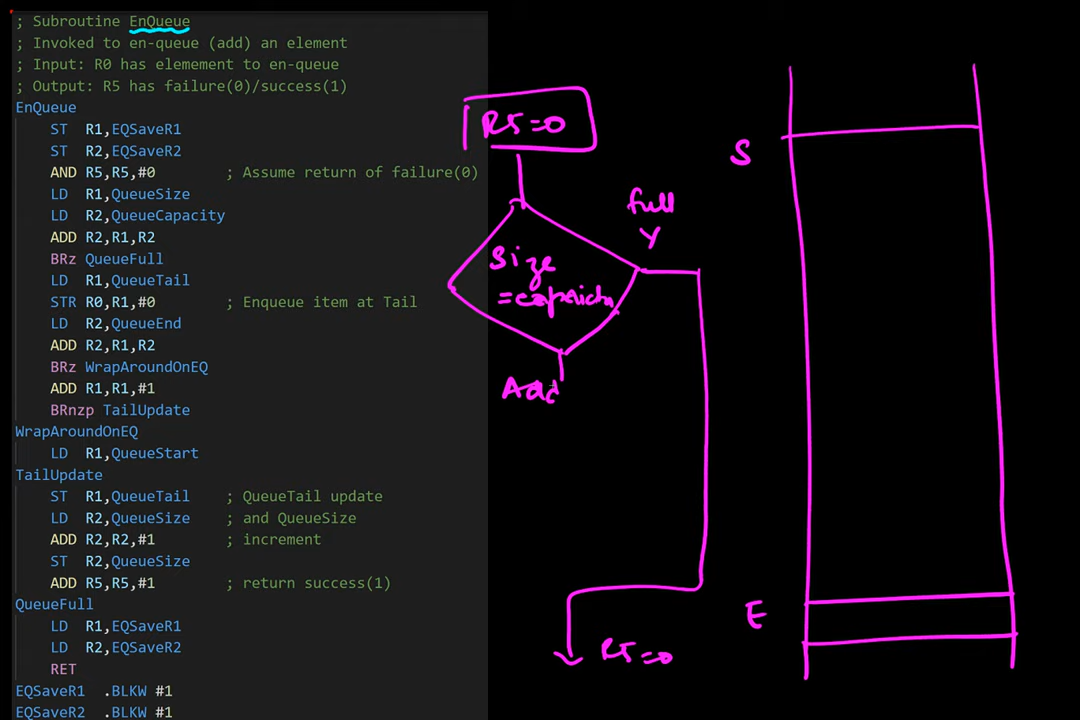 ; Subroutine EnQueue
; Invoked to en-queue (add) an element
; Input: R0 has elemement to en-queue
; Output: R5 has failure(0)/success(1)
EnQueue
ST R1,EQSaveR1
ST R2,EQSaveR2
AND R5,R5,#0 ; Assume return of failure(0)
LD R1,QueueSize
LD R2,QueueCapacity
ADD R2,R1,R2
BRz QueueFull
LD R1,QueueTail
STR R0,R1,#0 ; Enqueue item at Tail
LD R2,QueueEnd
ADD R2,R1,R2
BRz WrapAroundOnEQ
ADD R1,R1,#1
BRnzp TailUpdate
WrapAroundOnEQ
LD R1,QueueStart
TailUpdate
ST R1,QueueTail ; QueueTail update
LD R2,QueueSize ; and QueueSize
ADD R2,R2,#1 ; increment
ST R2,QueueSize
ADD R5,R5,#1 ; return success(1)
QueueFull
LD R1,EQSaveR1
LD R2,EQSaveR2
RET
EQSaveR1 .BLKW #1
EQSaveR2 .BLKW #1
R5=0
full
Y
Size
=
Add
R5=0
S
E